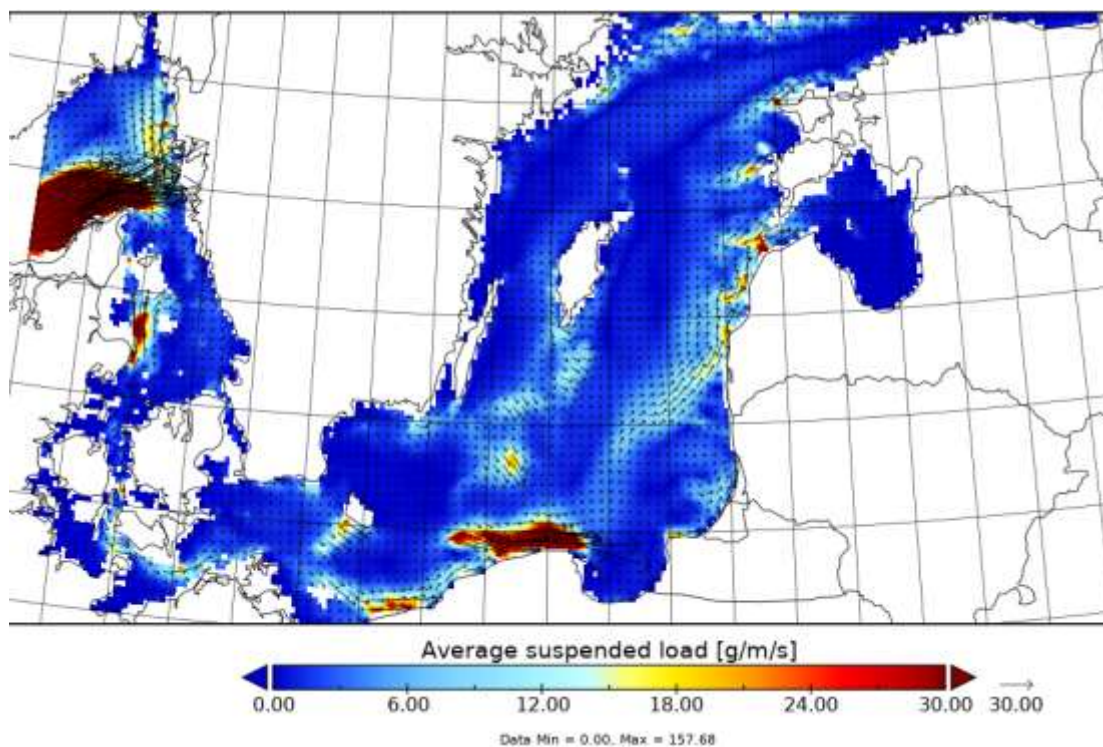 Average suspended load [g/m/s]
0.00 6.00 12.00 18.00 24.00 30.00 30.00
Data Min = 0.00, Max = 157.68